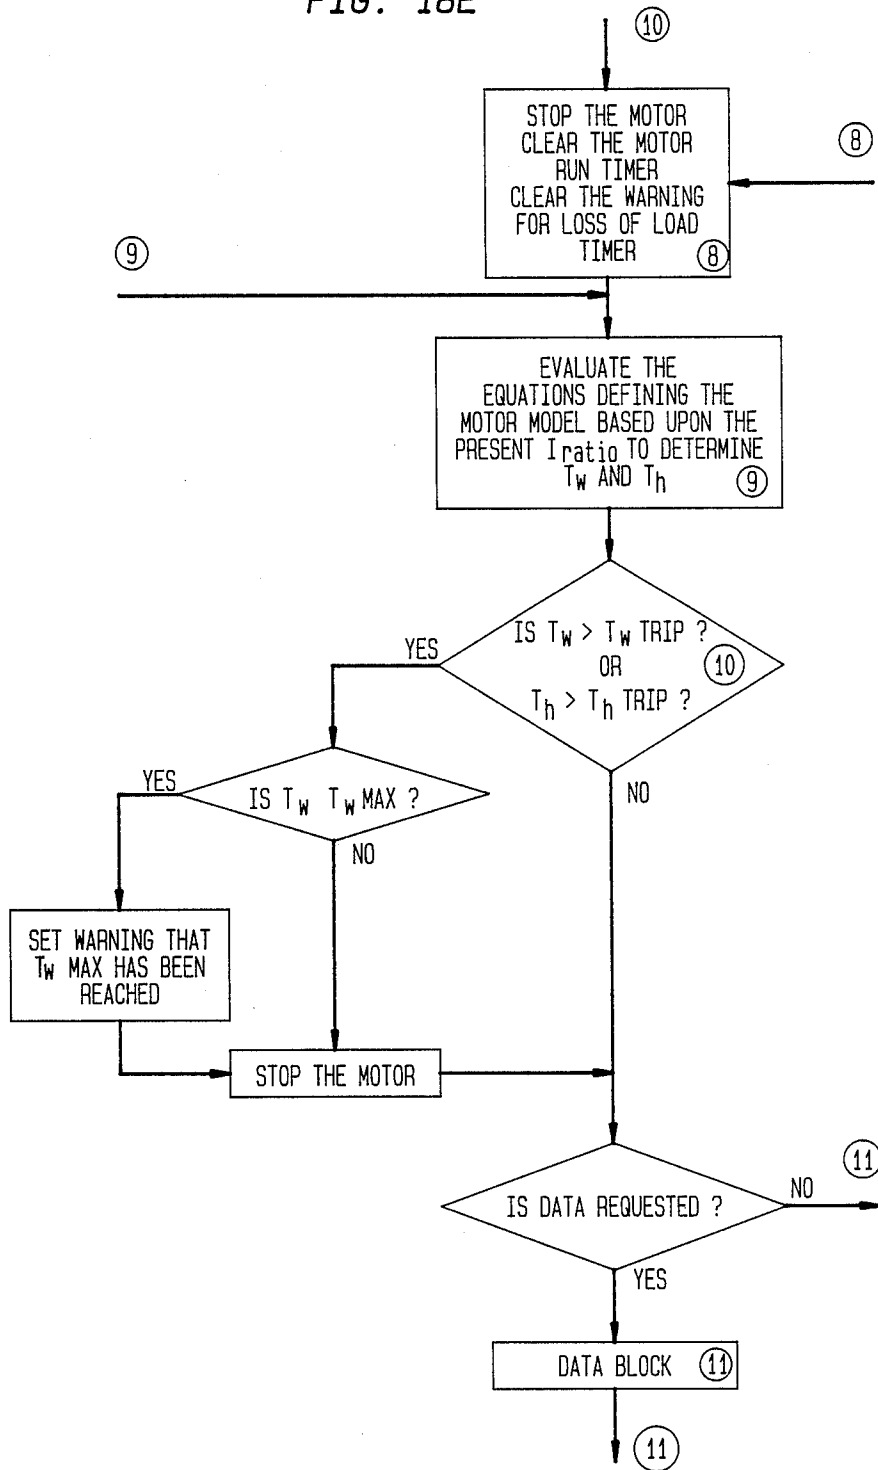 FIG. 18E
10
STOP THE MOTOR
CLEAR THE MOTOR
RUN TIMER
CLEAR THE WARNING
FOR LOSS OF LOAD
TIMER
8
8
9
EVALUATE THE
EQUATIONS DEFINING THE
MOTOR MODEL BASED UPON THE
PRESENT Iratio TO DETERMINE
Tw AND Th
9
IS Tw > Tw TRIP ?
OR
Th > Th TRIP ?
10
YES
NO
IS Tw Tw MAX ?
YES
NO
SET WARNING THAT
Tw MAX HAS BEEN
REACHED
STOP THE MOTOR
IS DATA REQUESTED ?
NO
11
YES
DATA BLOCK 11
11